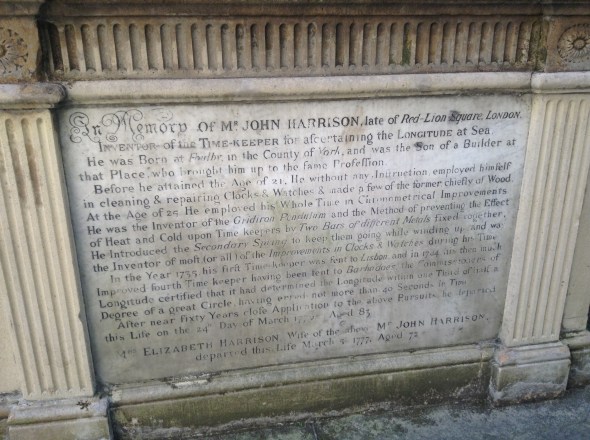 In Memory OF Mr JOHN HARRISON, late of Red-Lion Square, LONDON,
INVENTOR of the TIME-KEEPER for aſcertaining the LONGITUDE at Sea.
He was Born at in the County of York, and was the Son of a Builder at
that Place, who brought him up to the ſame Profeſſion.
Before he attained the Age of 21, He without any Inſtruction employed himſelf
in cleaning & repairing Clocks & Watches & made a few of the former chiefly of Wood.
At the Age of 25 He employed his Whole Time in Chronometrical Improvements
He was the Inventor of the Gridiron Pendulum and the Method of preventing the Effect
of Heat and Cold upon Time keepers by Two Bars of different Metals fixed together,
He Introduced the Secondary Spring to keep them going while winding up, and was
the Inventor of moſt (or all) of the Improvements in Clocks & Watches during his Time.
In the Year 1735 his firſt Time keeper was ſent to Lisbon and in 1764 his then much
Improved fourth Time keeper having been ſent to Barbadoes the Commiſſioners of
Longitude certified that it had determined the Longitude within one Third of half a
Degree of a great Circle, having erred not more than 40 Seconds in Time
After near ſixty Years cloſe Application to the above Purſuits, he departed
this Life on the 24th Day of March Aged 83
ELIZABETH HARRISON Wife of the above Mr JOHN HARRISON,
departed this Life March 5 1777, Aged 72